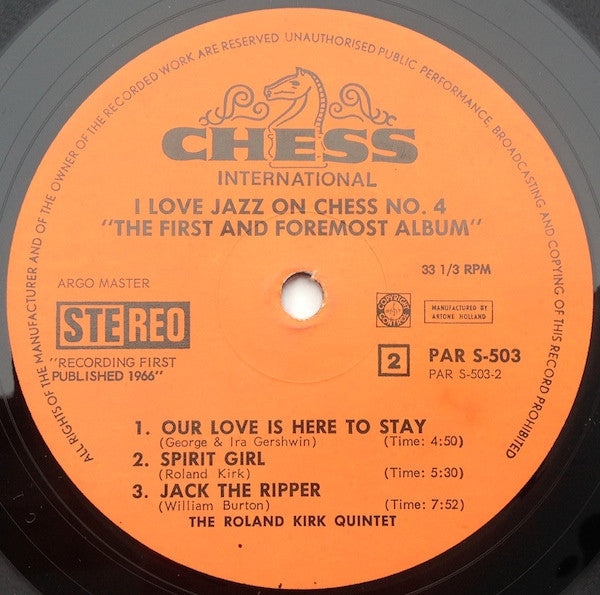 ALL RIGHTS OF THE MANUFACTURER AND OF THE OWNER OF THE RECORDED WORK ARE RESERVED UNAUTHORISED PUBLIC PERFORMANCE, BROADCASTING AND COPYING OF THIS RECORD PROHIBITED
CHESS
INTERNATIONAL
I LOVE JAZZ ON CHESS NO. 4
"THE FIRST AND FOREMOST ALBUM"
ARGO MASTER
33 1/3 RPM
STEREO
COPYRIGHT CONTROL
MANUFACTURED BY
ARTONE HOLLAND
"RECORDING FIRST
PUBLISHED 1966"
2 PAR S-503
PAR S-503-2
1. OUR LOVE IS HERE TO STAY
(George & Ira Gershwin) (Time: 4:50)
2. SPIRIT GIRL
(Roland Kirk) (Time: 5:30)
3. JACK THE RIPPER
(William Burton) (Time: 7:52)
THE ROLAND KIRK QUINTET